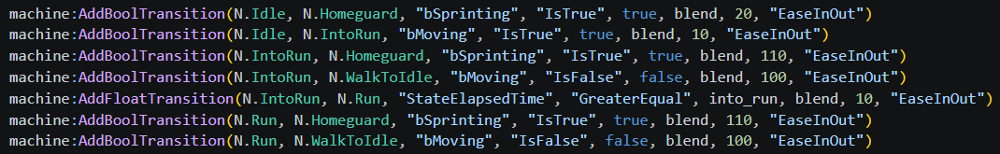 machine:AddBoolTransition(N.Idle, N.Homeguard, "bSprinting", "IsTrue", true, blend, 20, "EaseInOut")
machine:AddBoolTransition(N.Idle, N.IntoRun, "bMoving", "IsTrue", true, blend, 10, "EaseInOut")
machine:AddBoolTransition(N.IntoRun, N.Homeguard, "bSprinting", "IsTrue", true, blend, 110, "EaseInOut")
machine:AddBoolTransition(N.IntoRun, N.WalkToIdle, "bMoving", "IsFalse", false, blend, 100, "EaseInOut")
machine:AddFloatTransition(N.IntoRun, N.Run, "StateElapsedTime", "GreaterEqual", into_run, blend, 10, "EaseInOut")
machine:AddBoolTransition(N.Run, N.Homeguard, "bSprinting", "IsTrue", true, blend, 110, "EaseInOut")
machine:AddBoolTransition(N.Run, N.WalkToIdle, "bMoving", "IsFalse", false, blend, 100, "EaseInOut")